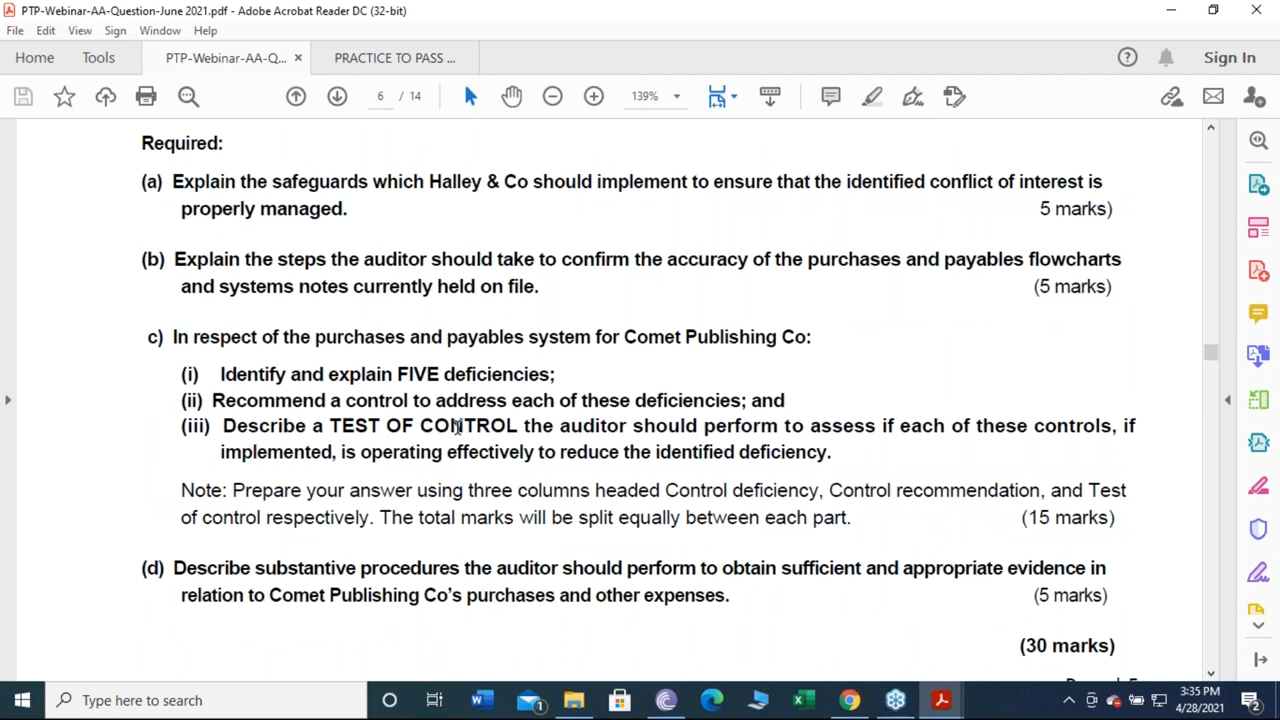 PTP-Webinar-AA-Question-June 2021.pdf - Adobe Acrobat Reader DC (32-bit)
File Edit View Sign Window Help
Home Tools PTP-Webinar-AA-Q... × PRACTICE TO PASS ... Sign In
6 / 14 139%
Required:
(a) Explain the safeguards which Halley & Co should implement to ensure that the identified conflict of interest is
properly managed. 5 marks)
(b) Explain the steps the auditor should take to confirm the accuracy of the purchases and payables flowcharts
and systems notes currently held on file. (5 marks)
c) In respect of the purchases and payables system for Comet Publishing Co:
(i) Identify and explain FIVE deficiencies;
(ii) Recommend a control to address each of these deficiencies; and
(iii) Describe a TEST OF CONTROL the auditor should perform to assess if each of these controls, if
implemented, is operating effectively to reduce the identified deficiency.
Note: Prepare your answer using three columns headed Control deficiency, Control recommendation, and Test
of control respectively. The total marks will be split equally between each part. (15 marks)
(d) Describe substantive procedures the auditor should perform to obtain sufficient and appropriate evidence in
relation to Comet Publishing Co's purchases and other expenses. (5 marks)
(30 marks)
Type here to search
3:35 PM
4/28/2021